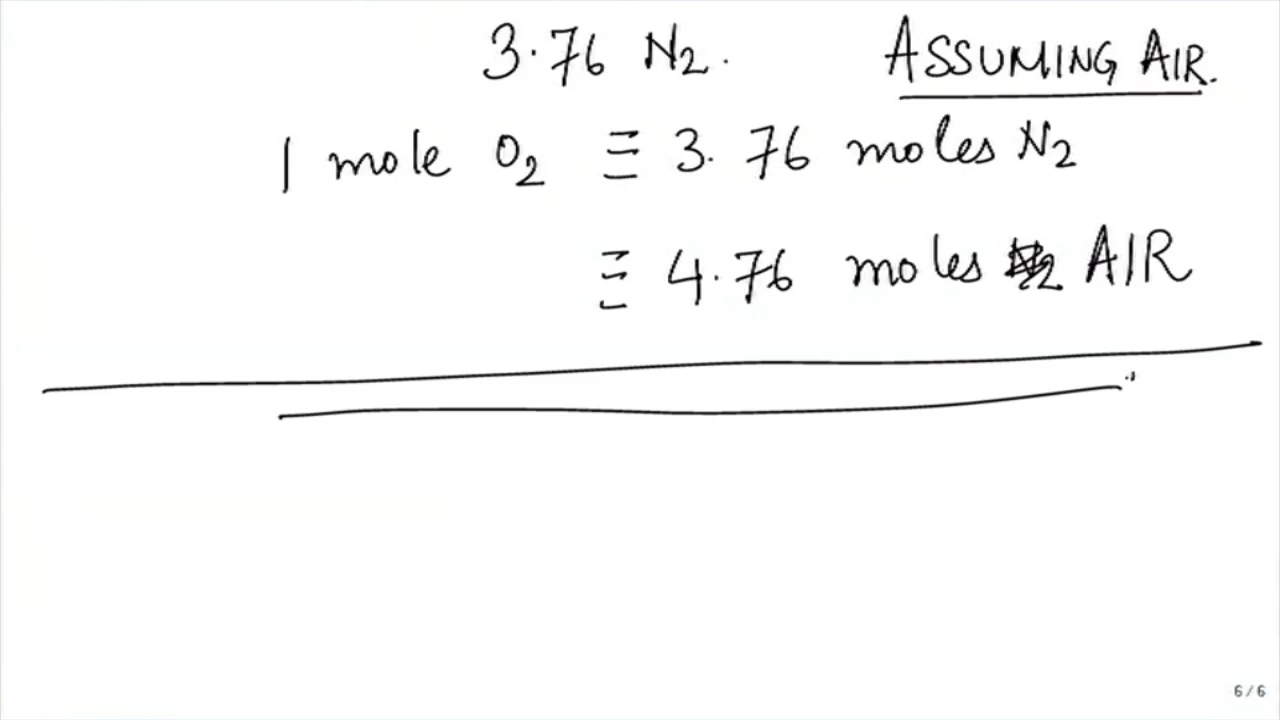 3.76 N₂. ASSUMING AIR.
1 mole O₂ ≡ 3.76 moles N₂
≡ 4.76 moles AIR
6/6